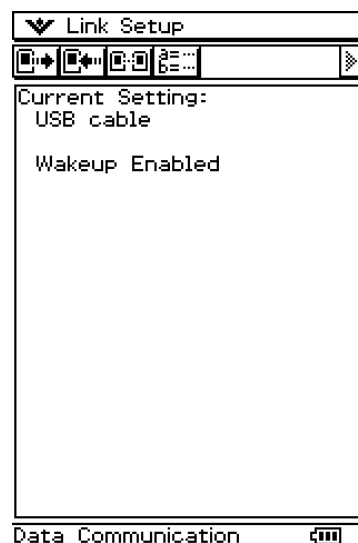 Link Setup
Current Setting:
USB cable
Wakeup Enabled
Data Communication